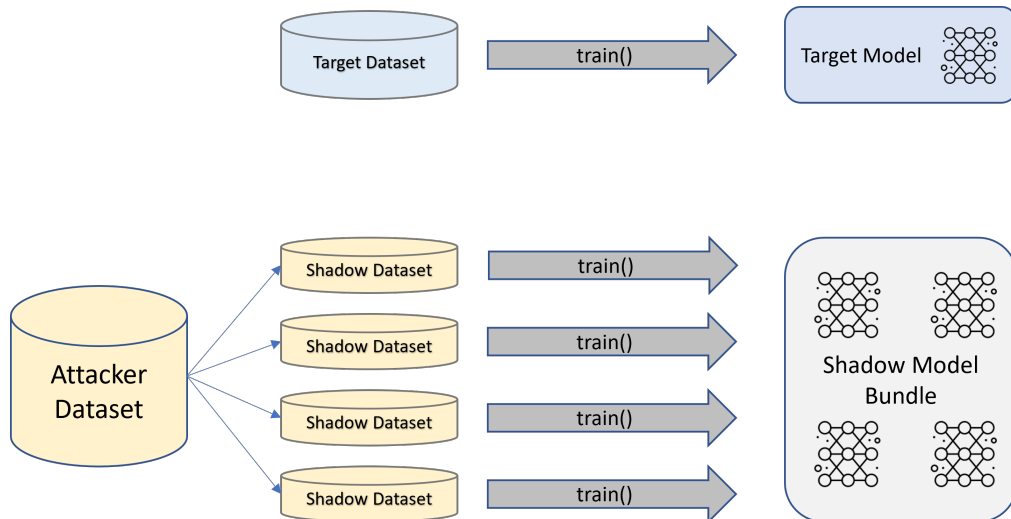 Target Dataset
train()
Target Model
Attacker
Dataset
Shadow Dataset
train()
Shadow Dataset
train()
Shadow Dataset
train()
Shadow Dataset
train()
Shadow Model
Bundle